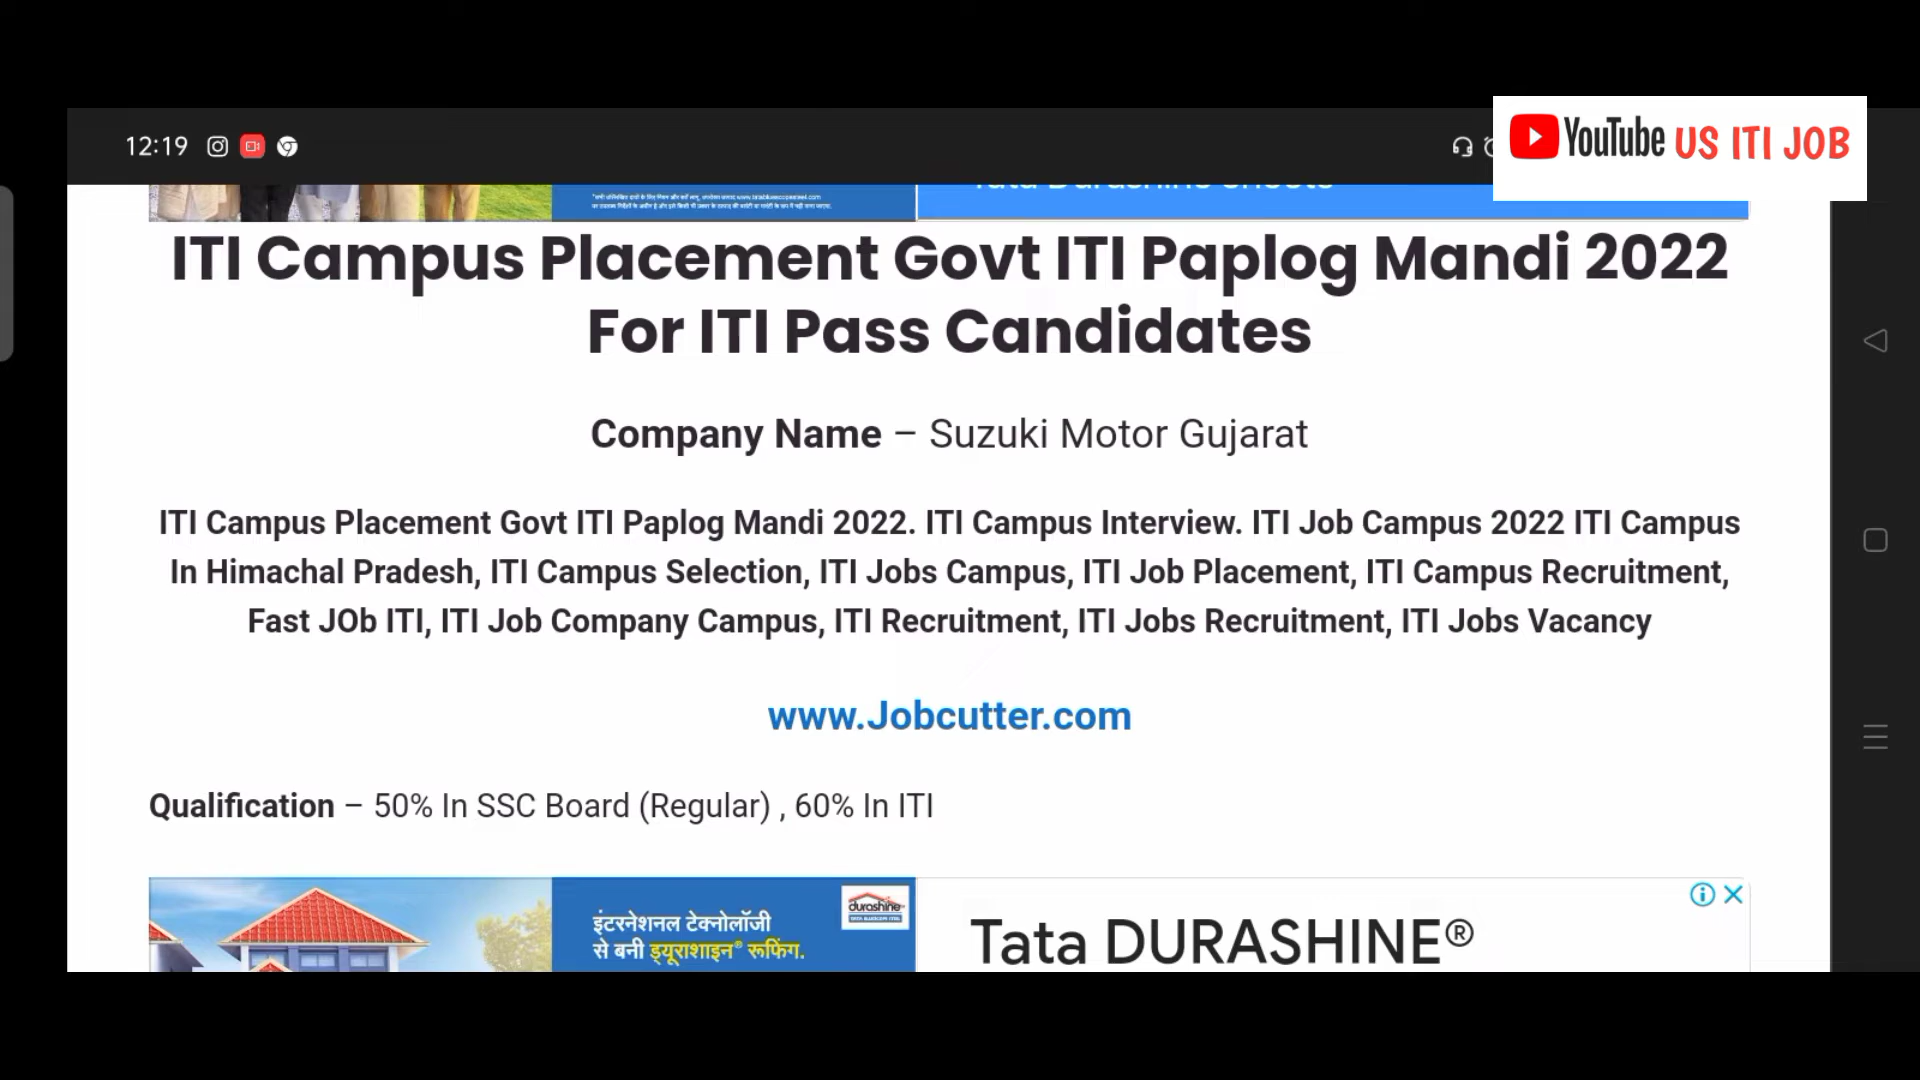 12:19
YouTube US ITI JOB
ITI Campus Placement Govt ITI Paplog Mandi 2022
For ITI Pass Candidates
Company Name – Suzuki Motor Gujarat
ITI Campus Placement Govt ITI Paplog Mandi 2022. ITI Campus Interview. ITI Job Campus 2022 ITI Campus
In Himachal Pradesh, ITI Campus Selection, ITI Jobs Campus, ITI Job Placement, ITI Campus Recruitment,
Fast JOb ITI, ITI Job Company Campus, ITI Recruitment, ITI Jobs Recruitment, ITI Jobs Vacancy
www.Jobcutter.com
Qualification – 50% In SSC Board (Regular) , 60% In ITI
इंटरनेशनल टेक्नोलॉजी
से बनी ड्यूराशाइन® रूफिंग.
durashine
Tata DURASHINE®